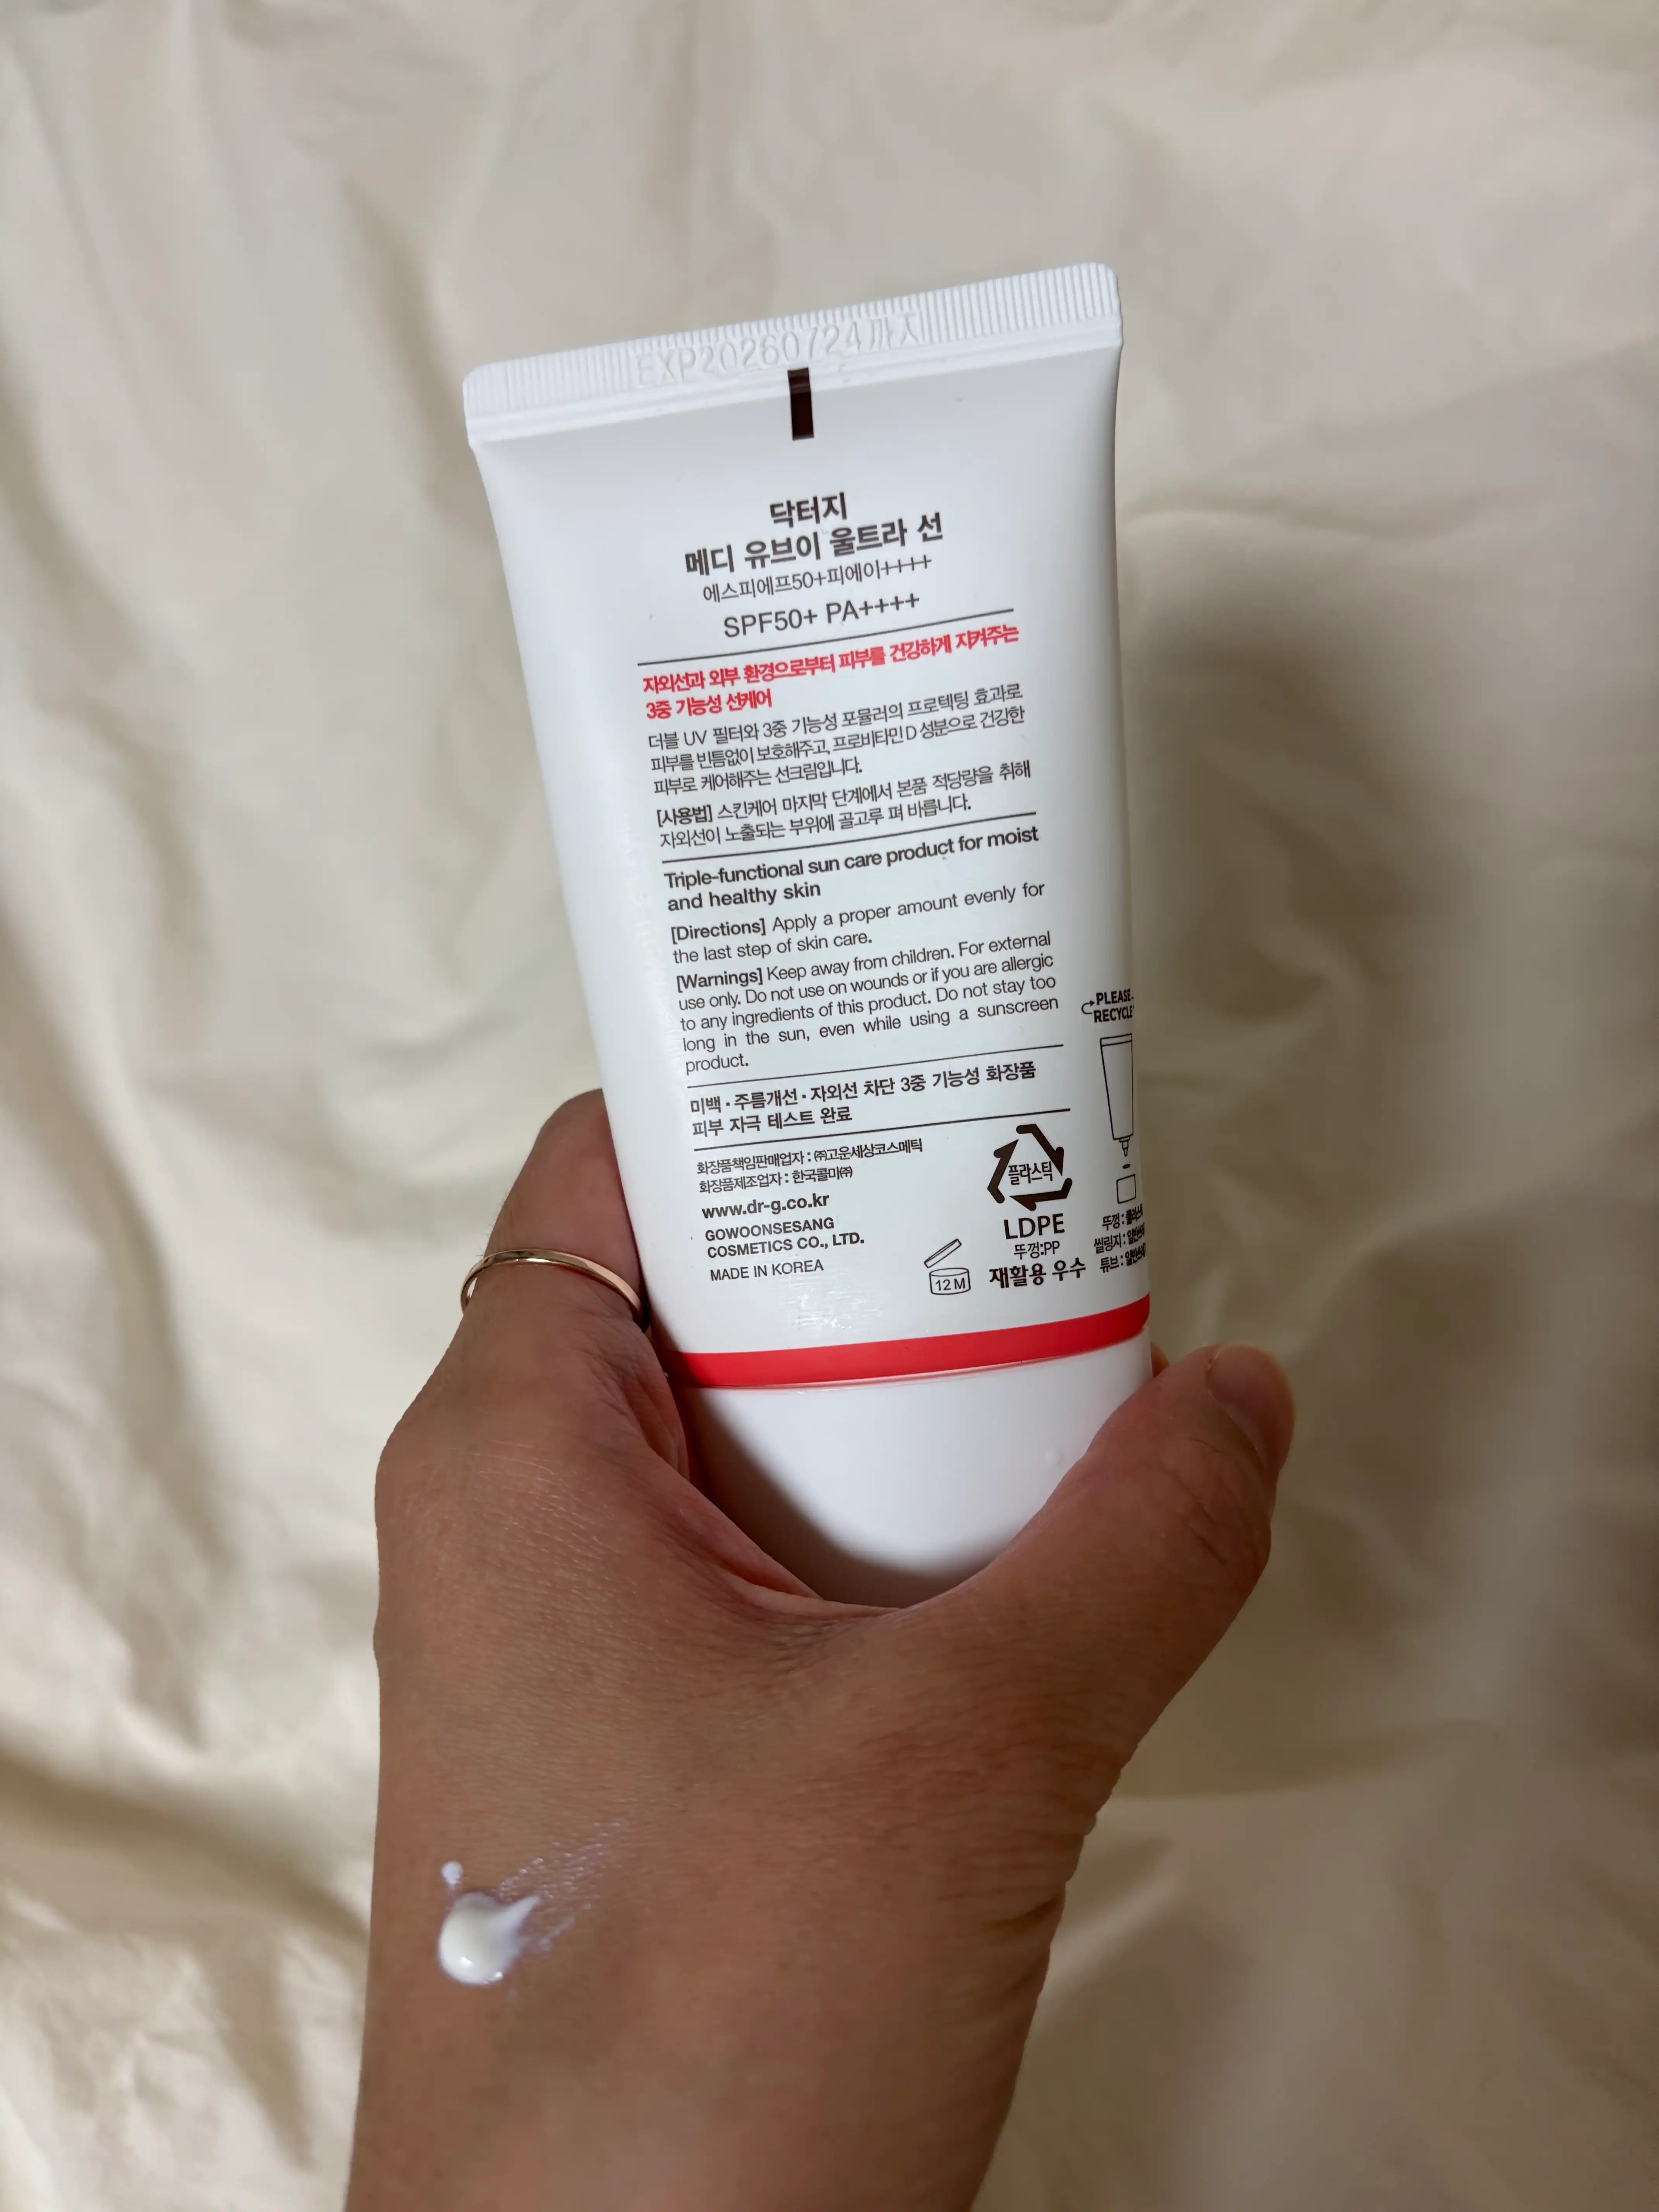 EXP20260724까지
닥터지
메디 유브이 울트라 선
에스피에프50+피에이++++
SPF50+ PA++++
자외선과 외부 환경으로부터 피부를 건강하게 지켜주는
3중 기능성 선케어
더블 UV 필터와 3중 기능성 포뮬러의 프로텍팅 효과로
피부를 빈틈없이 보호해주고, 프로비타민 D 성분으로 건강한
피부로 케어해주는 선크림입니다.
[사용법] 스킨케어 마지막 단계에서 본품 적당량을 취해
자외선이 노출되는 부위에 골고루 펴 바릅니다.
Triple-functional sun care product for moist
and healthy skin
[Directions] Apply a proper amount evenly for
the last step of skin care.
[Warnings] Keep away from children. For external
use only. Do not use on wounds or if you are allergic
to any ingredients of this product. Do not stay too
long in the sun, even while using a sunscreen
product.
미백·주름개선·자외선 차단 3중 기능성 화장품
피부 자극 테스트 완료
화장품책임판매업자 : ㈜고운세상코스메틱
화장품제조업자 : 한국콜마㈜
www.dr-g.co.kr
GOWOONSESANG
COSMETICS CO., LTD.
MADE IN KOREA
12M
플라스틱
LDPE
뚜껑:PP
재활용 우수
PLEASE
RECYCLE
뚜껑 :
씰링지 :
튜브 :